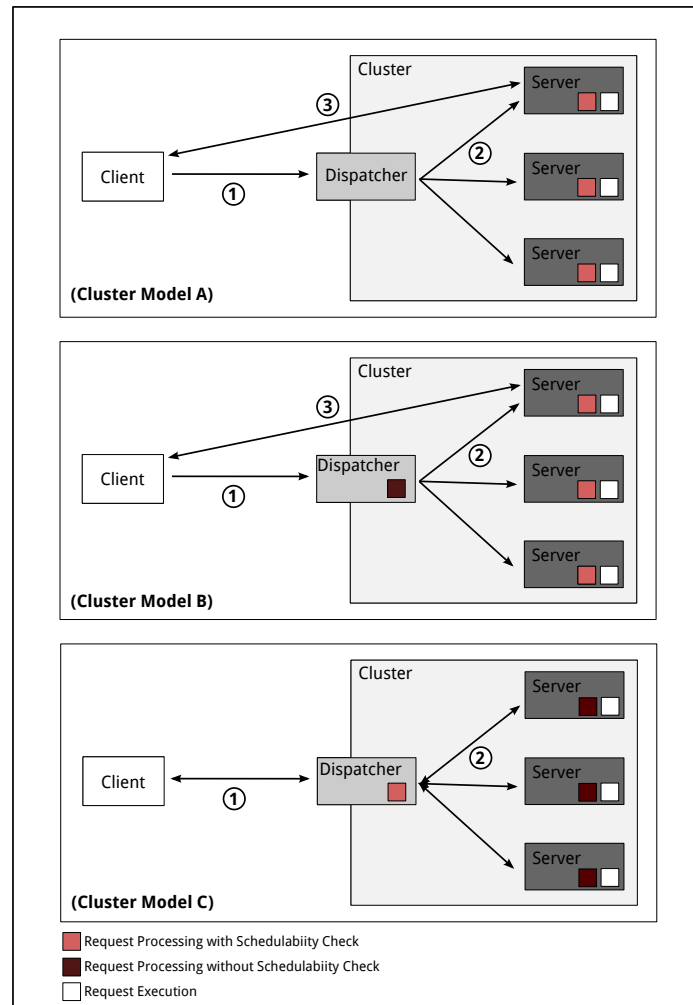 Cluster
Server
③
②
Client
Dispatcher
①
Server
Server
(Cluster Model A)
Cluster
Server
③
②
Dispatcher
Client
①
Server
Server
(Cluster Model B)
Cluster
Server
②
Dispatcher
Client
①
Server
Server
(Cluster Model C)
Request Processing with Schedulabiity Check
Request Processing without Schedulabiity Check
Request Execution